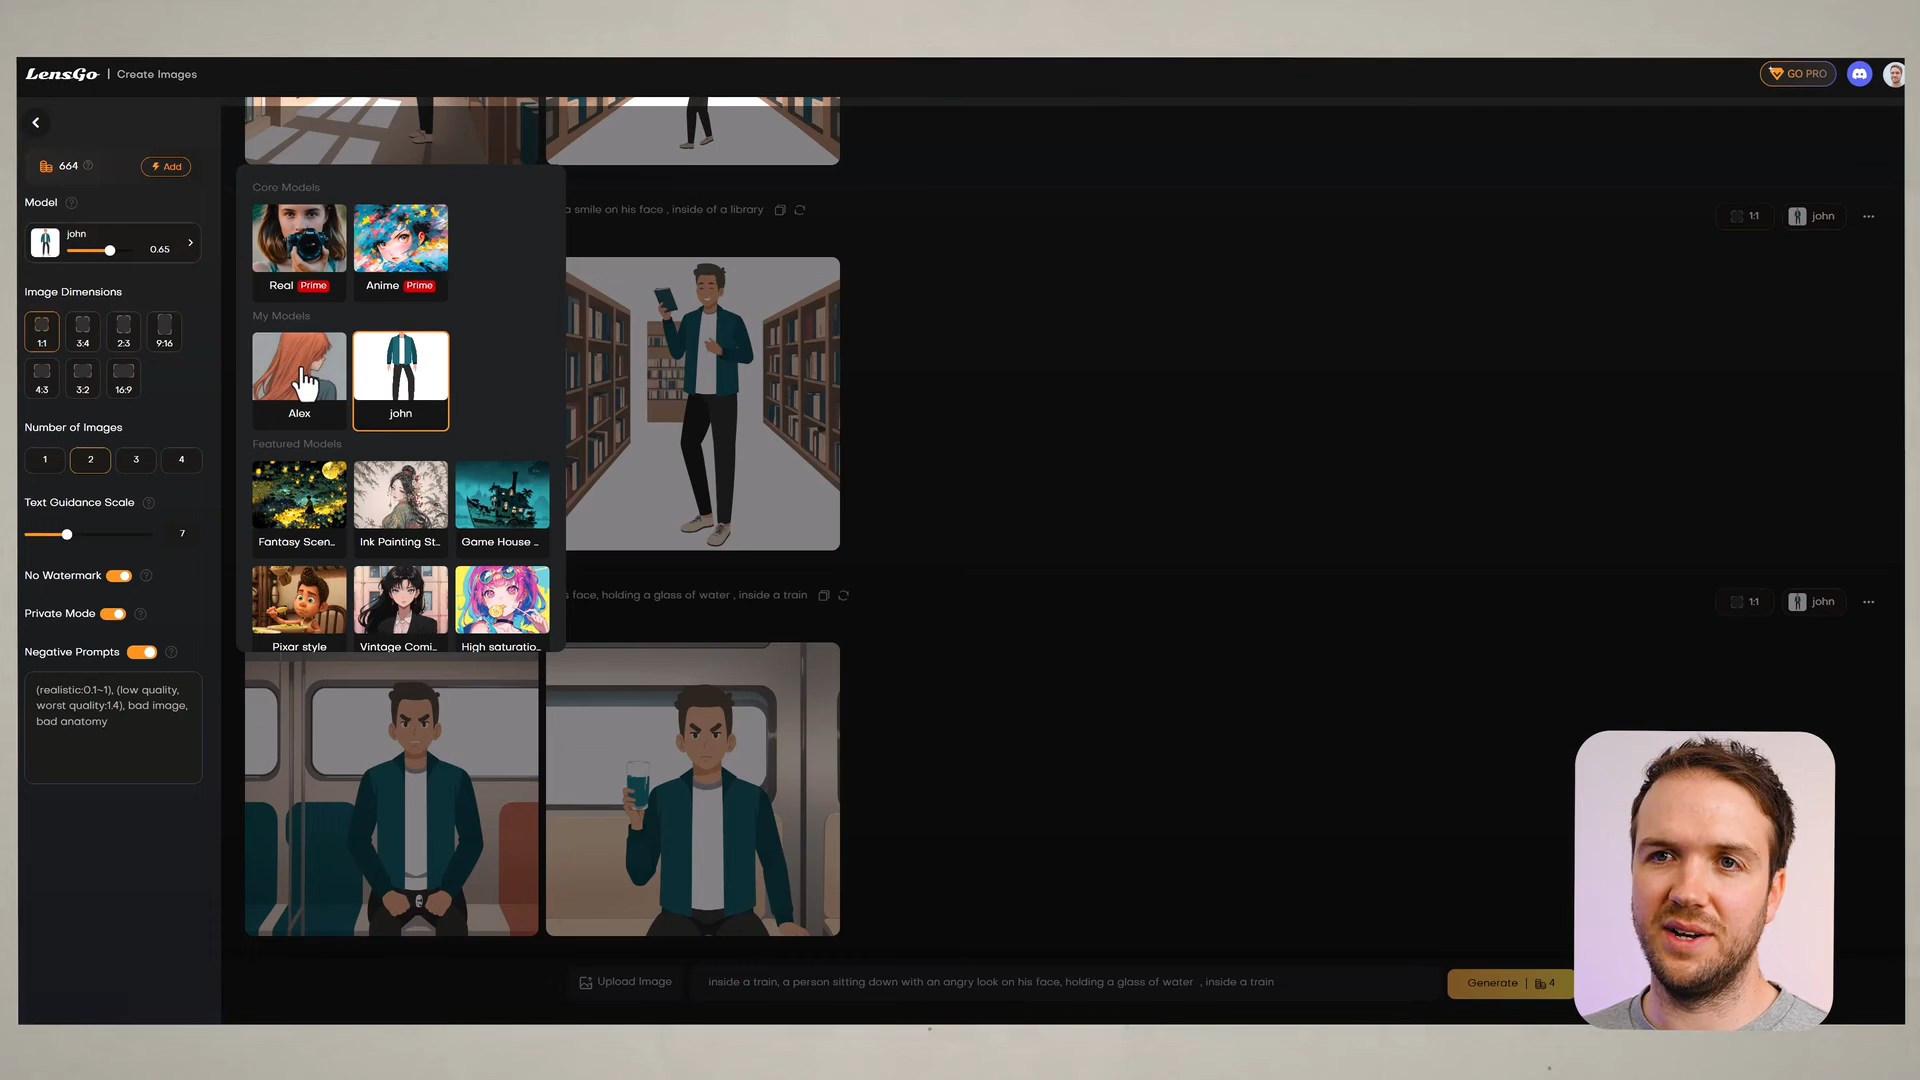 LensGo | Create Images
GO PRO
664
Add
Model
john
0.65
Image Dimensions
1:1
3:4
2:3
9:16
4:3
3:2
16:9
Number of Images
1
2
3
4
Text Guidance Scale
7
No Watermark
Private Mode
Negative Prompts
(realistic:0.1~1), (low quality,
worst quality:1.4), bad image,
bad anatomy
Core Models
Real Prime
Anime Prime
My Models
Alex
john
Featured Models
Fantasy Scen...
Ink Painting St...
Game House ...
Pixar style
Vintage Comi...
High saturatio...
a smile on his face , inside of a library
1:1
john
s face, holding a glass of water , inside a train
1:1
john
Upload Image
inside a train, a person sitting down with an angry look on his face, holding a glass of water , inside a train
Generate | 4